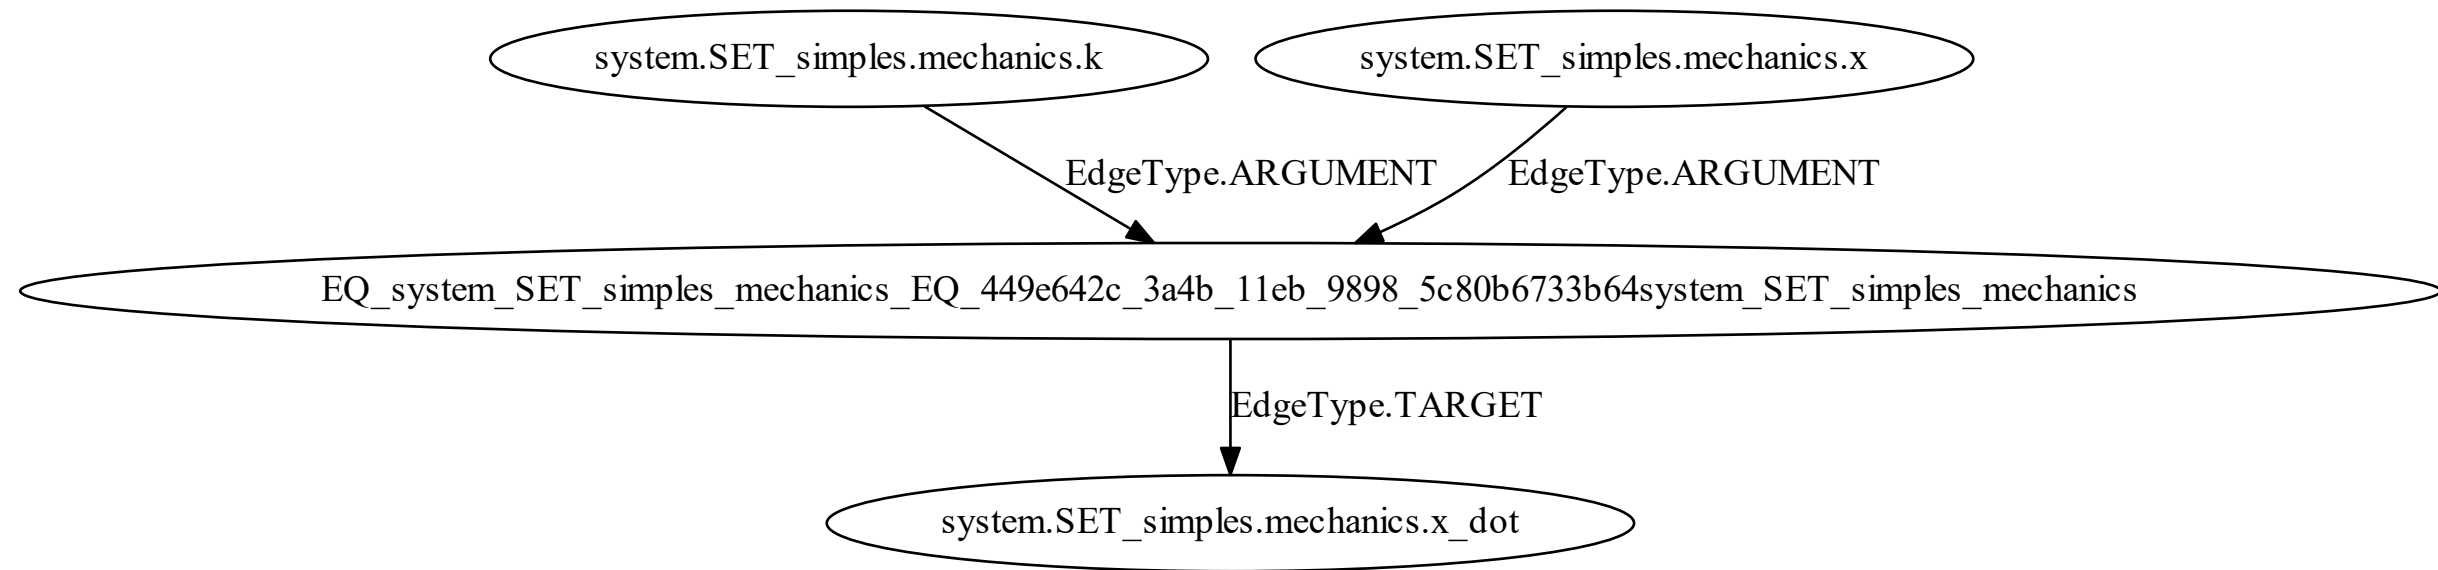 system.SET_simples.mechanics.k
system.SET_simples.mechanics.x
EdgeType.ARGUMENT
EdgeType.ARGUMENT
EQ_system_SET_simples_mechanics_EQ_449e642c_3a4b_11eb_9898_5c80b6733b64system_SET_simples_mechanics
EdgeType.TARGET
system.SET_simples.mechanics.x_dot